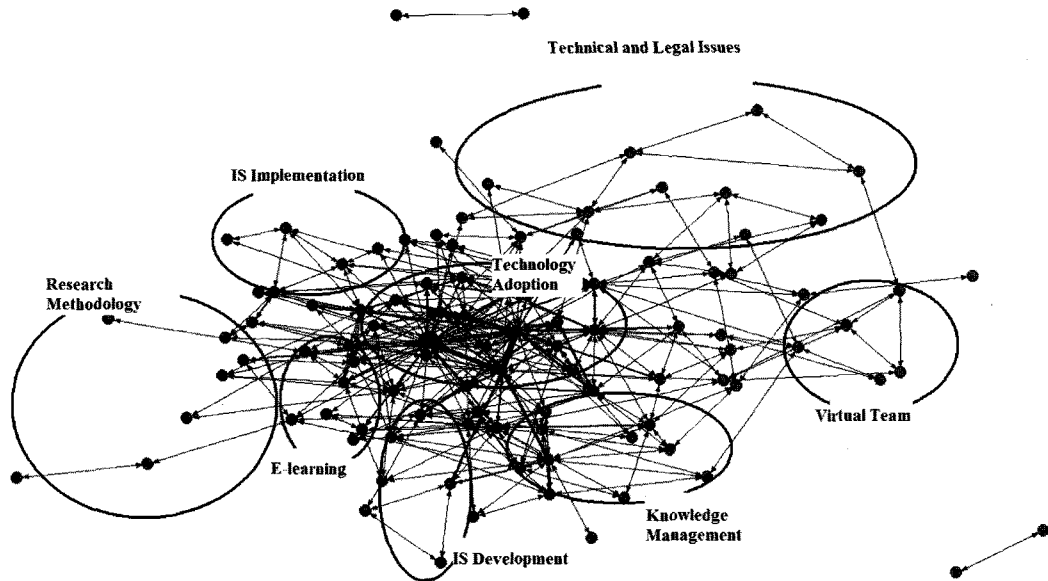 Technical and Legal Issues
IS Implementation
Technology
Adoption
Research
Methodology
Virtual Team
E-learning
Knowledge
Management
IS Development